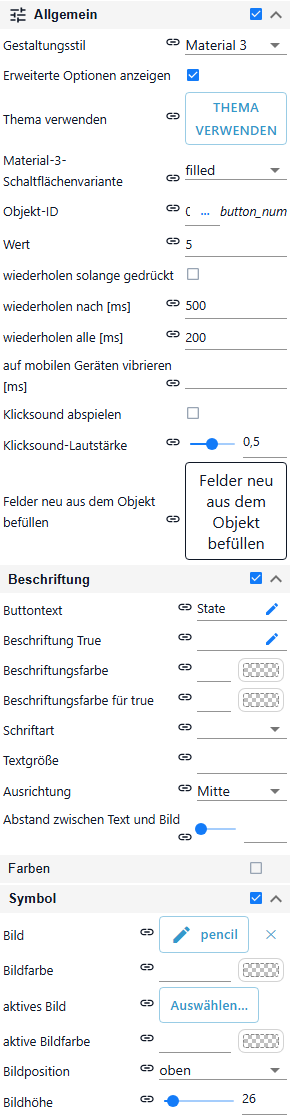 Allgemein
Gestaltungsstil Material 3
Erweiterte Optionen anzeigen
Thema verwenden THEMA
VERWENDEN
Material-3-
Schaltflächenvariante filled
Objekt-ID ... button_num
Wert 5
wiederholen solange gedrückt
wiederholen nach [ms] 500
wiederholen alle [ms] 200
auf mobilen Geräten vibrieren
[ms]
Klicksound abspielen
Klicksound-Lautstärke 0,5
Felder neu aus dem Objekt
befüllen
Felder neu
aus dem
Objekt
befüllen
Beschriftung
Buttontext State
Beschriftung True
Beschriftungsfarbe
Beschriftungsfarbe für true
Schriftart
Textgröße
Ausrichtung Mitte
Abstand zwischen Text und Bild
Farben
Symbol
Bild pencil
Bildfarbe
aktives Bild Auswählen...
aktive Bildfarbe
Bildposition oben
Bildhöhe 26